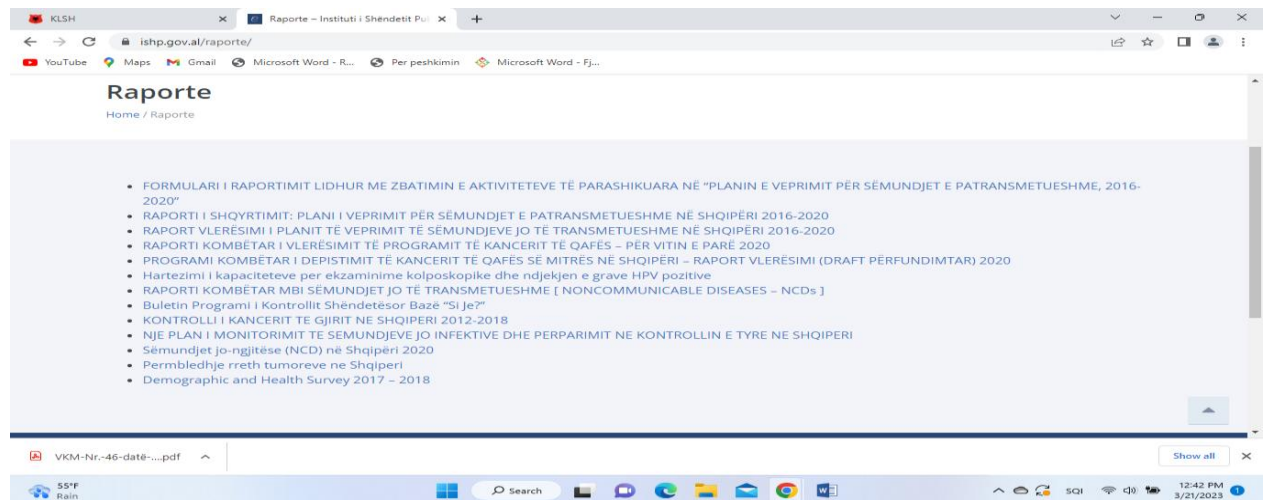 KLSH
Raporte – Instituti i Shëndetit Pu
ishp.gov.al/raporte/
YouTube Maps Gmail Microsoft Word - R... Per peshkimin Microsoft Word - Fj...
Raporte
Home / Raporte
FORMULARI I RAPORTIMIT LIDHUR ME ZBATIMIN E AKTIVITETEVE TË PARASHIKUARA NË “PLANIN E VEPRIMIT PËR SËMUNDJET E PATRANSMETUESHME, 2016-
2020”
RAPORTI I SHQYRTIMIT: PLANI I VEPRIMIT PËR SËMUNDJET E PATRANSMETUESHME NË SHQIPËRI 2016-2020
RAPORT VLERËSIMI I PLANIT TË VEPRIMIT TË SËMUNDJEVE JO TË TRANSMETUESHME NË SHQIPËRI 2016-2020
RAPORTI KOMBËTAR I VLERËSIMIT TË PROGRAMIT TË KANCERIT TË QAFËS – PËR VITIN E PARË 2020
PROGRAMI KOMBËTAR I DEPISTIMIT TË KANCERIT TË QAFËS SË MITRËS NË SHQIPËRI – RAPORT VLERËSIMI (DRAFT PËRFUNDIMTAR) 2020
Hartezimi i kapaciteteve per ekzaminime kolposkopike dhe ndjekjen e grave HPV pozitive
RAPORTI KOMBËTAR MBI SËMUNDJET JO TË TRANSMETUESHME [ NONCOMMUNICABLE DISEASES – NCDs ]
Buletin Programi i Kontrollit Shëndetësor Bazë “Si Je?”
KONTROLLI I KANCERIT TE GJIRIT NE SHQIPERI 2012-2018
NJE PLAN I MONITORIMIT TE SEMUNDJEVE JO INFEKTIVE DHE PERPARIMIT NE KONTROLLIN E TYRE NE SHQIPERI
Sëmundjet jo-ngjitëse (NCD) në Shqipëri 2020
Permbledhje rreth tumoreve ne Shqiperi
Demographic and Health Survey 2017 – 2018
VKM-Nr.-46-datë-....pdf
Show all
55°F
Rain
Search
SQI
12:42 PM
3/21/2023
1